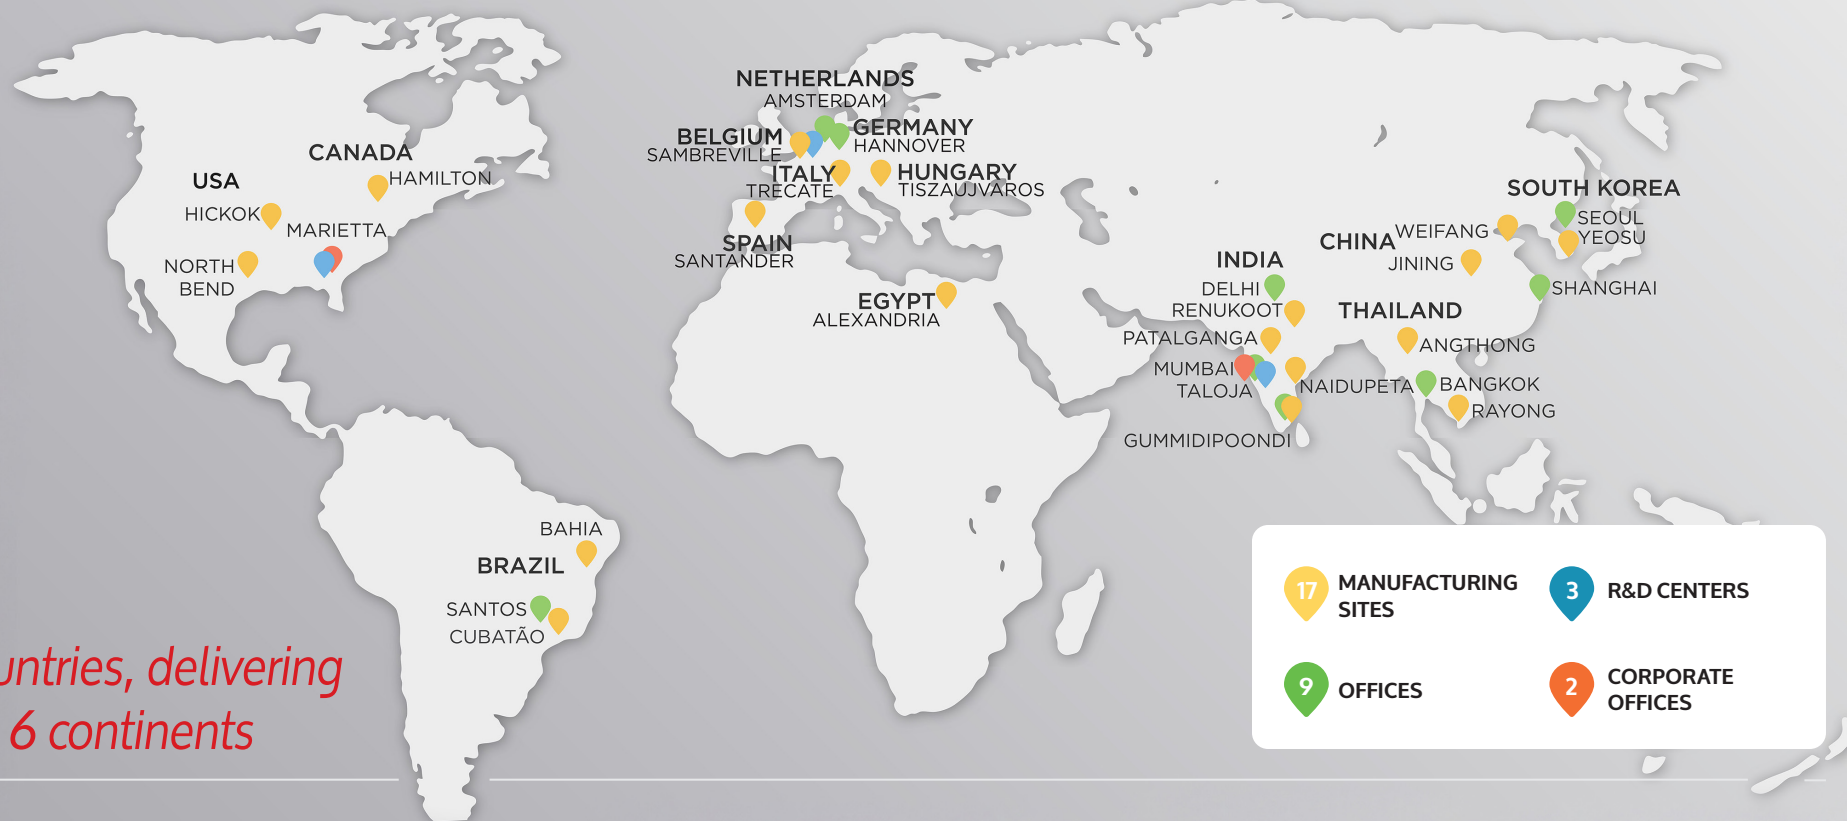 CANADA
HAMILTON
USA
HICKOK
MARIETTA
NORTH
BEND
BAHIA
BRAZIL
SANTOS
CUBATÃO
NETHERLANDS
AMSTERDAM
BELGIUM
SAMBREVILLE
GERMANY
HANNOVER
ITALY
TRECATE
HUNGARY
TISZAUJVAROS
SPAIN
SANTANDER
EGYPT
ALEXANDRIA
INDIA
DELHI
RENUKOOT
PATALGANGA
MUMBAI
TALOJA
NAIDUPETA
GUMMIDIPOONDI
SOUTH KOREA
SEOUL
YEOSU
CHINA
WEIFANG
JINING
SHANGHAI
THAILAND
ANGTHONG
BANGKOK
RAYONG
untries, delivering
6 continents
17 MANUFACTURING
SITES
3 R&D CENTERS
9 OFFICES
2 CORPORATE
OFFICES